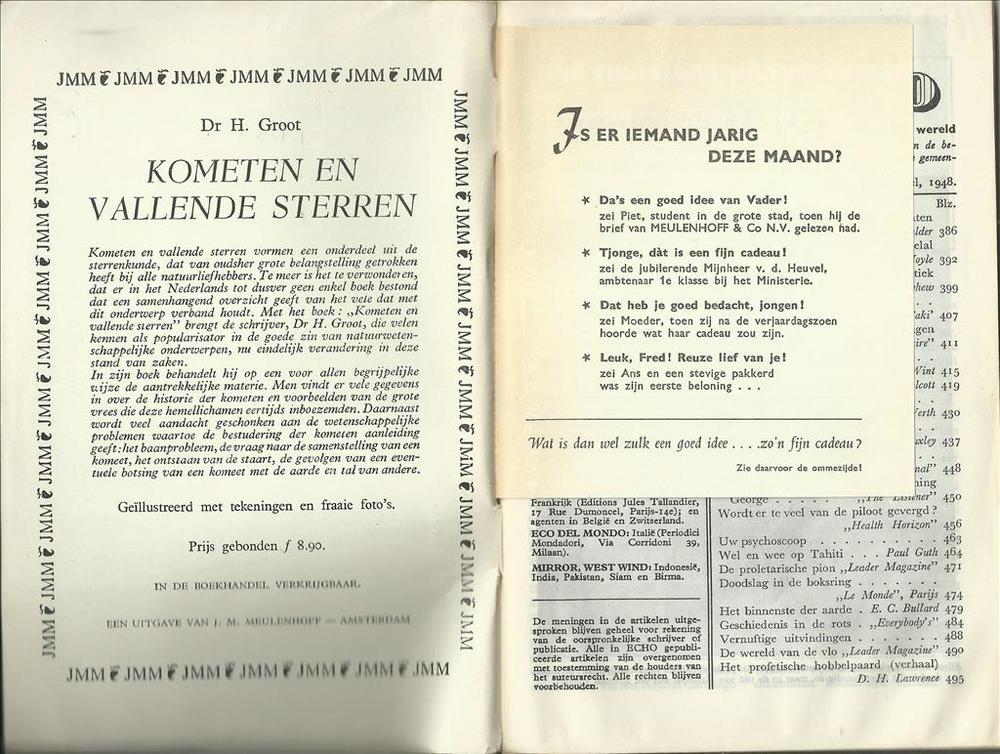 JMM JMM JMM JMM JMM JMM JMM
Dr H. Groot
KOMETEN EN
VALLENDE STERREN
Kometen en vallende sterren vormen een onderdeel uit de
sterrenkunde, dat van oudsher grote belangstelling getrokken
heeft bij alle natuurliefhebbers. Te meer is het te verwonderen,
dat er in het Nederlands tot dusver geen enkel boek bestond
dat een samenhangend overzicht geeft van het vele dat met
dit onderwerp verband houdt. Met het boek: „Kometen en
vallende sterren” brengt de schrijver, Dr H. Groot, die velen
kennen als popularisator in de goede zin van natuurweten-
schappelijke onderwerpen, nu eindelijk verandering in deze
stand van zaken.
In zijn boek behandelt hij op een voor allen begrijpelijke
wijze de aantrekkelijke materie. Men vindt er vele gegevens
in over de historie der kometen en voorbeelden van de grote
vrees die deze hemellichamen eertijds inboezemden. Daarnaast
wordt veel aandacht geschonken aan de wetenschappelijke
problemen waartoe de bestudering der kometen aanleiding
geeft: het baanprobleem, de vraag naar de samenstelling van een
komeet, het ontstaan van de staart, de gevolgen van een even-
tuele botsing van een komeet met de aarde en tal van andere.
Geïllustreerd met tekeningen en fraaie foto's.
Prijs gebonden f 8.90.
IN DE BOEKHANDEL VERKRIJGBAAR.
EEN UITGAVE VAN J. M. MEULENHOFF — AMSTERDAM
JMM JMM JMM JMM JMM JMM JMM
IS ER IEMAND JARIG
DEZE MAAND?
* Da's een goed idee van Vader!
zei Piet, student in de grote stad, toen hij de
brief van MEULENHOFF & Co N.V. gelezen had.
* Tjonge, dàt is een fijn cadeau!
zei de jubilerende Mijnheer v. d. Heuvel,
ambtenaar 1e klasse bij het Ministerie.
* Dat heb je goed bedacht, jongen!
zei Moeder, toen zij na de verjaardagszoen
hoorde wat haar cadeau zou zijn.
* Leuk, Fred! Reuze lief van je!
zei Ans en een stevige pakkerd
was zijn eerste beloning . . .
Wat is dan wel zulk een goed idee . . . . zo'n fijn cadeau?
Zie daarvoor de ommezijde!
Frankrijk (Editions Jules Tallandier,
17 Rue Dumoncel, Parijs-14e); en
agenten in België en Zwitserland.
ECO DEL MONDO: Italië (Periodici
Mondadori, Via Corridoni 39,
Milaan).
MIRROR, WEST WIND: Indonesië,
India, Pakistan, Siam en Birma.
De meningen in de artikelen uitge-
sproken blijven geheel voor rekening
van de oorspronkelijke schrijver of
publicatie. Alle in ECHO gepubli-
ceerde artikelen zijn overgenomen
met toestemming van de houders van
het auteursrecht. Alle rechten blijven
voorbehouden.
wereld
n de be-
gemeen-
l, 1948.
Blz.
386
392
399
407
411
415
419
430
437
448
George . . . . . „The Listener” 450
Wordt er te veel van de piloot gevergd?
„Health Horizon” 456
Uw psychoscoop . . . . . . . . . 463
Wel en wee op Tahiti . . . Paul Guth 464
De proletarische pion „Leader Magazine” 471
Doodslag in de boksring . . . . . . .
„Le Monde”, Parijs 474
Het binnenste der aarde . E. C. Bullard 479
Geschiedenis in de rots . „Everybody's” 484
Vernuftige uitvindingen . . . . . . . 488
De wereld van de vlo „Leader Magazine” 490
Het profetische hobbelpaard (verhaal)
D. H. Lawrence 495